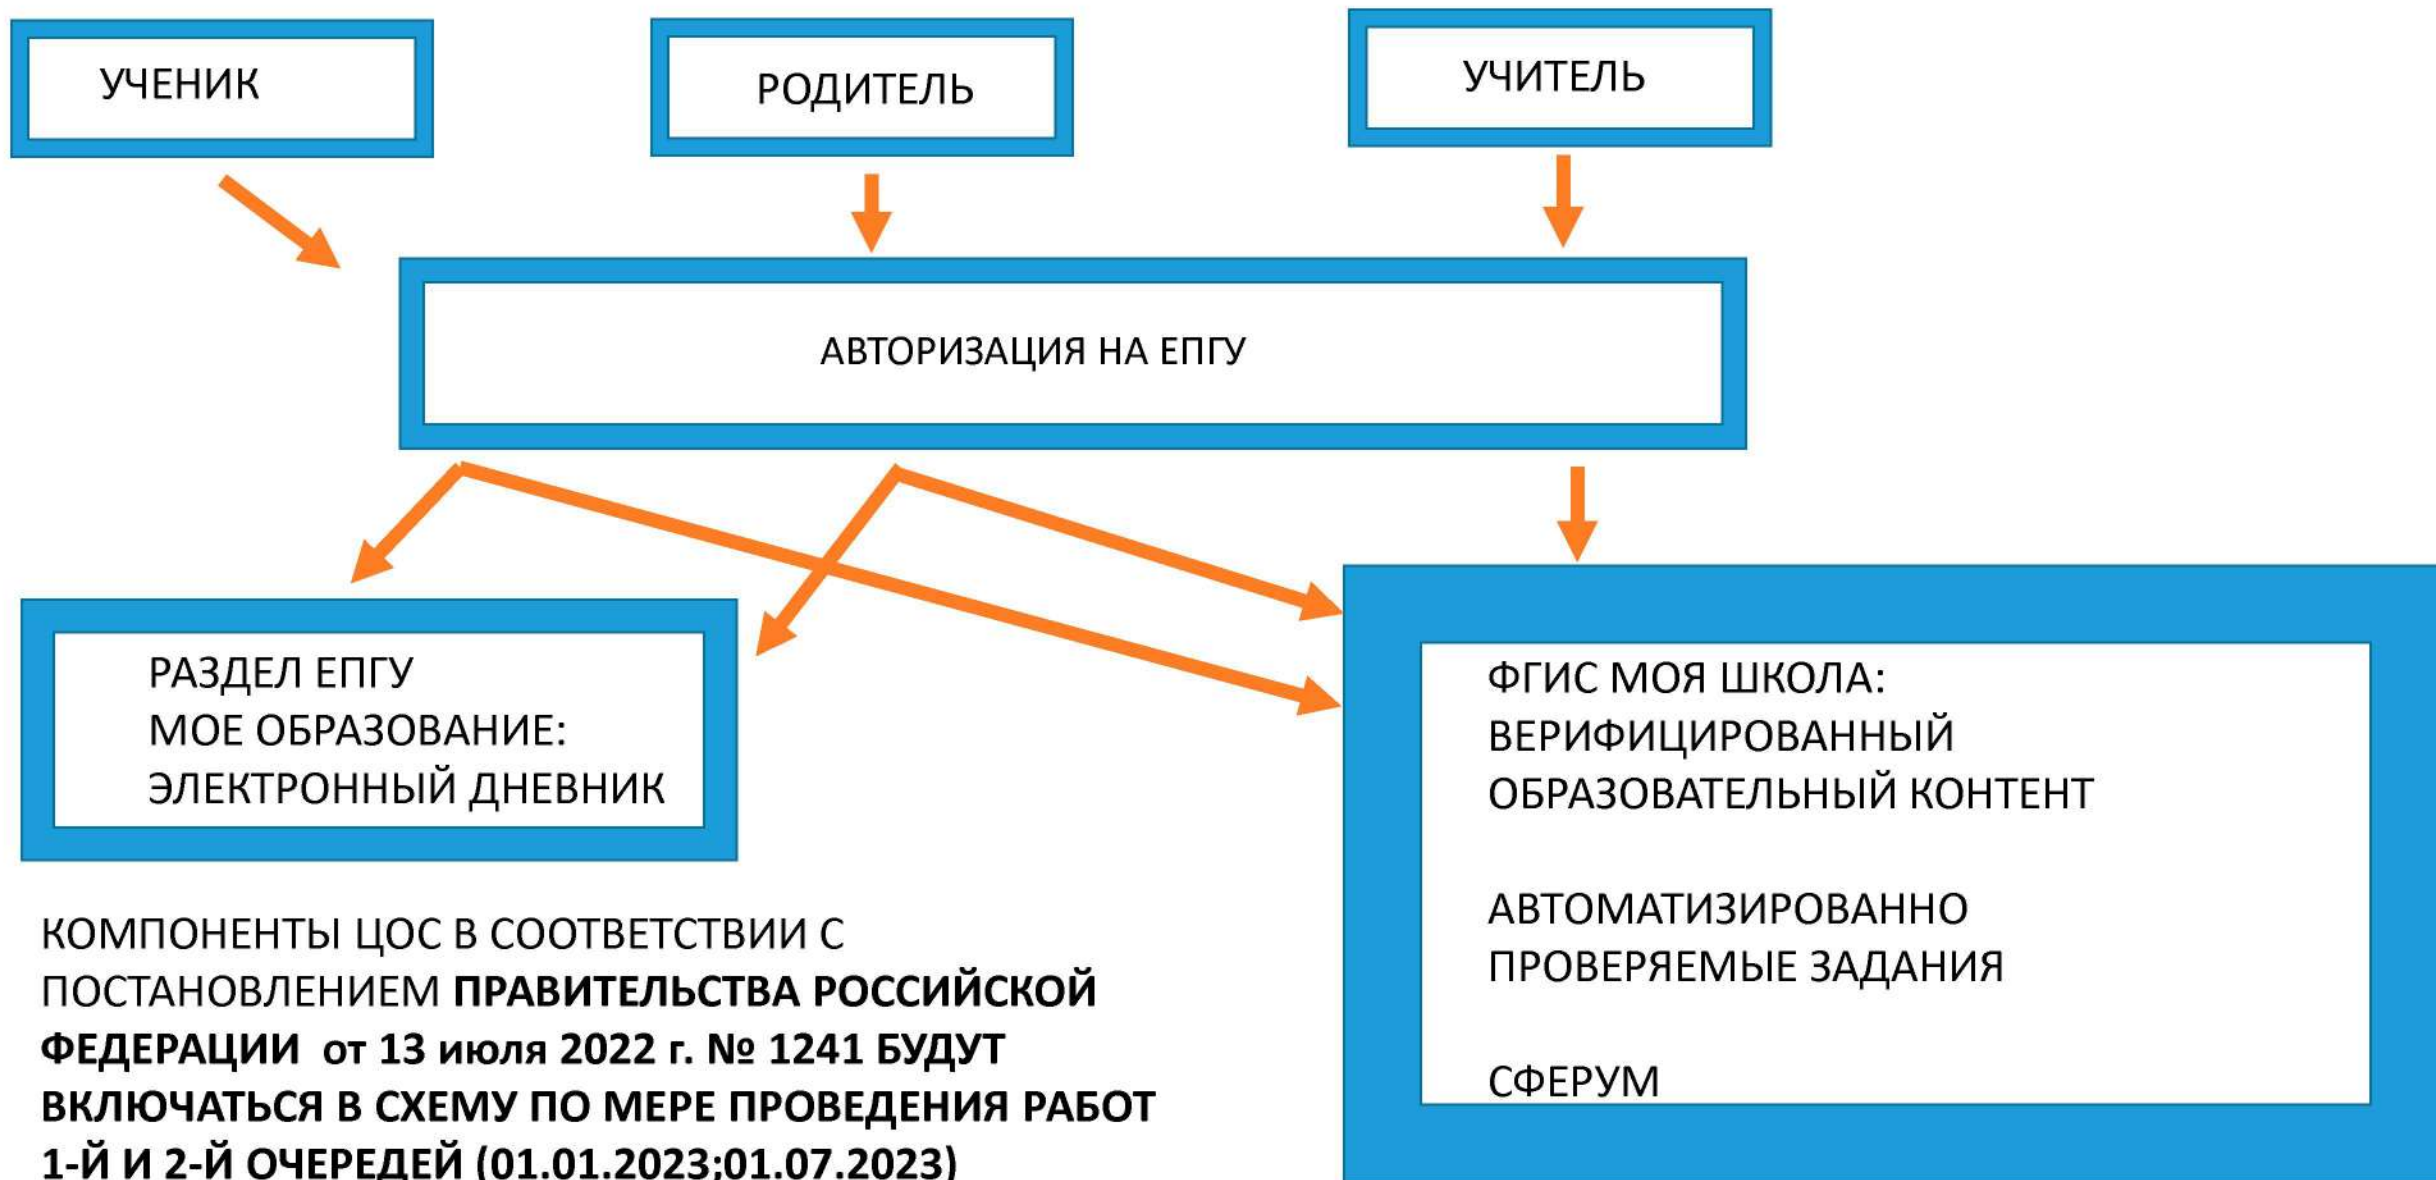 УЧЕНИК
РОДИТЕЛЬ
УЧИТЕЛЬ
АВТОРИЗАЦИЯ НА ЕПГУ
РАЗДЕЛ ЕПГУ
МОЕ ОБРАЗОВАНИЕ:
ЭЛЕКТРОННЫЙ ДНЕВНИК
ФГИС МОЯ ШКОЛА:
ВЕРИФИЦИРОВАННЫЙ
ОБРАЗОВАТЕЛЬНЫЙ КОНТЕНТ
АВТОМАТИЗИРОВАННО
ПРОВЕРЯЕМЫЕ ЗАДАНИЯ
СФЕРУМ
КОМПОНЕНТЫ ЦОС В СООТВЕТСТВИИ С
ПОСТАНОВЛЕНИЕМ ПРАВИТЕЛЬСТВА РОССИЙСКОЙ
ФЕДЕРАЦИИ от 13 июля 2022 г. № 1241 БУДУТ
ВКЛЮЧАТЬСЯ В СХЕМУ ПО МЕРЕ ПРОВЕДЕНИЯ РАБОТ
1-Й И 2-Й ОЧЕРЕДЕЙ (01.01.2023;01.07.2023)